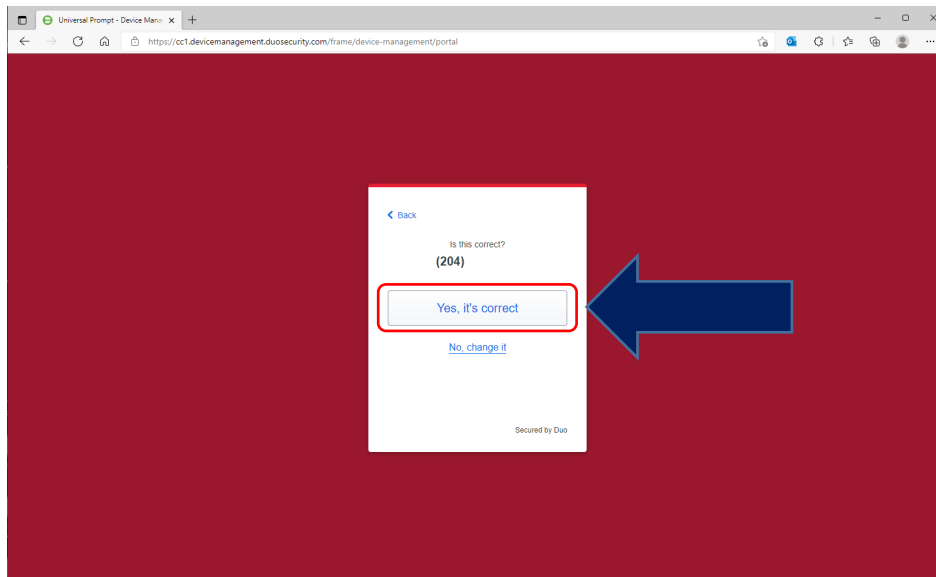 Universal Prompt - Device Mana
https://cc1.devicemanagement.duosecurity.com/frame/device-management/portal
Back
Is this correct?
(204)
Yes, it's correct
No, change it
Secured by Duo